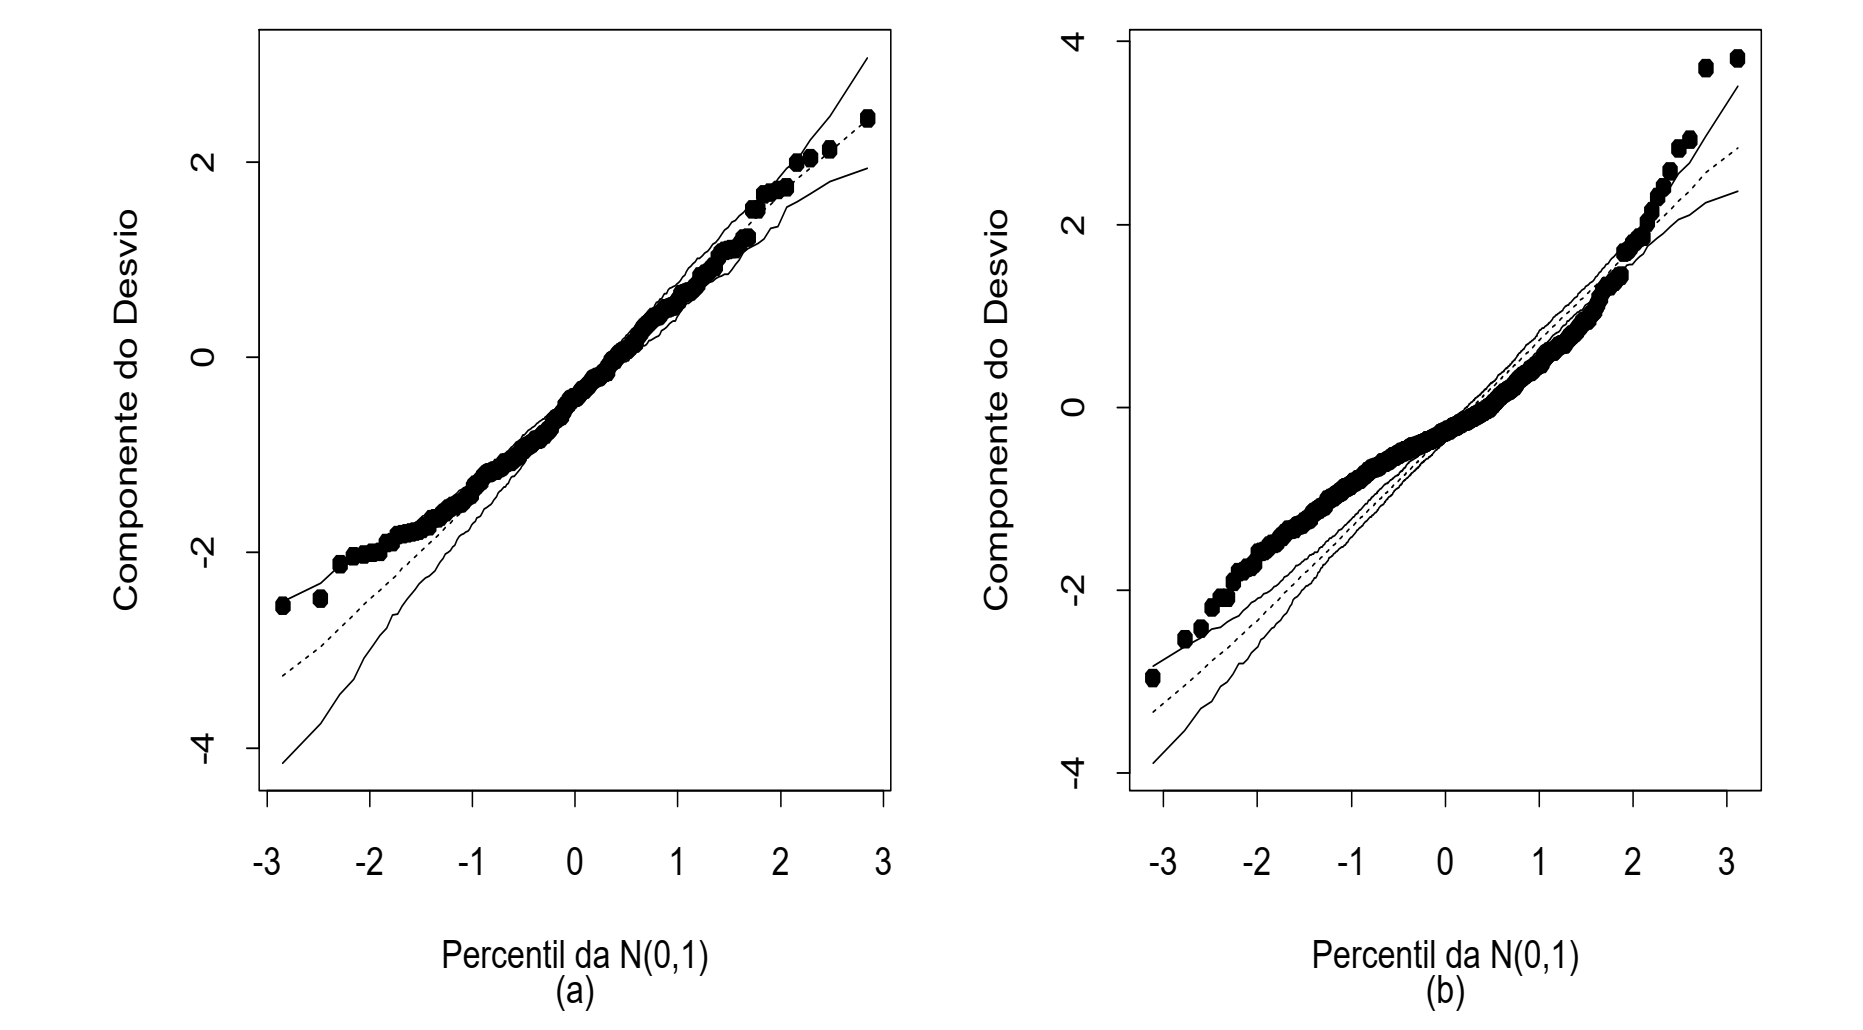 Componente do Desvio
2
0
-2
-4
-3 -2 -1 0 1 2 3
Percentil da N(0,1)
(a)
Componente do Desvio
4
2
0
-2
-4
-3 -2 -1 0 1 2 3
Percentil da N(0,1)
(b)